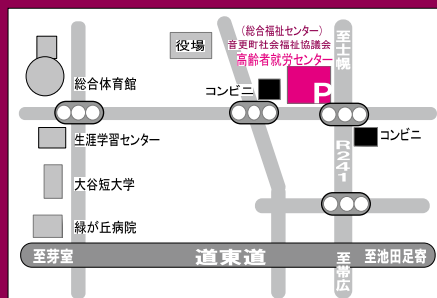 (総合福祉センター)
音更町社会福祉協議会
高齢者就労センター
役場
至士幌
P
総合体育館
コンビニ
生涯学習センター
コンビニ
R241
大谷短大学
緑が丘病院
至芽室
道東道
至帯広
至池田足寄